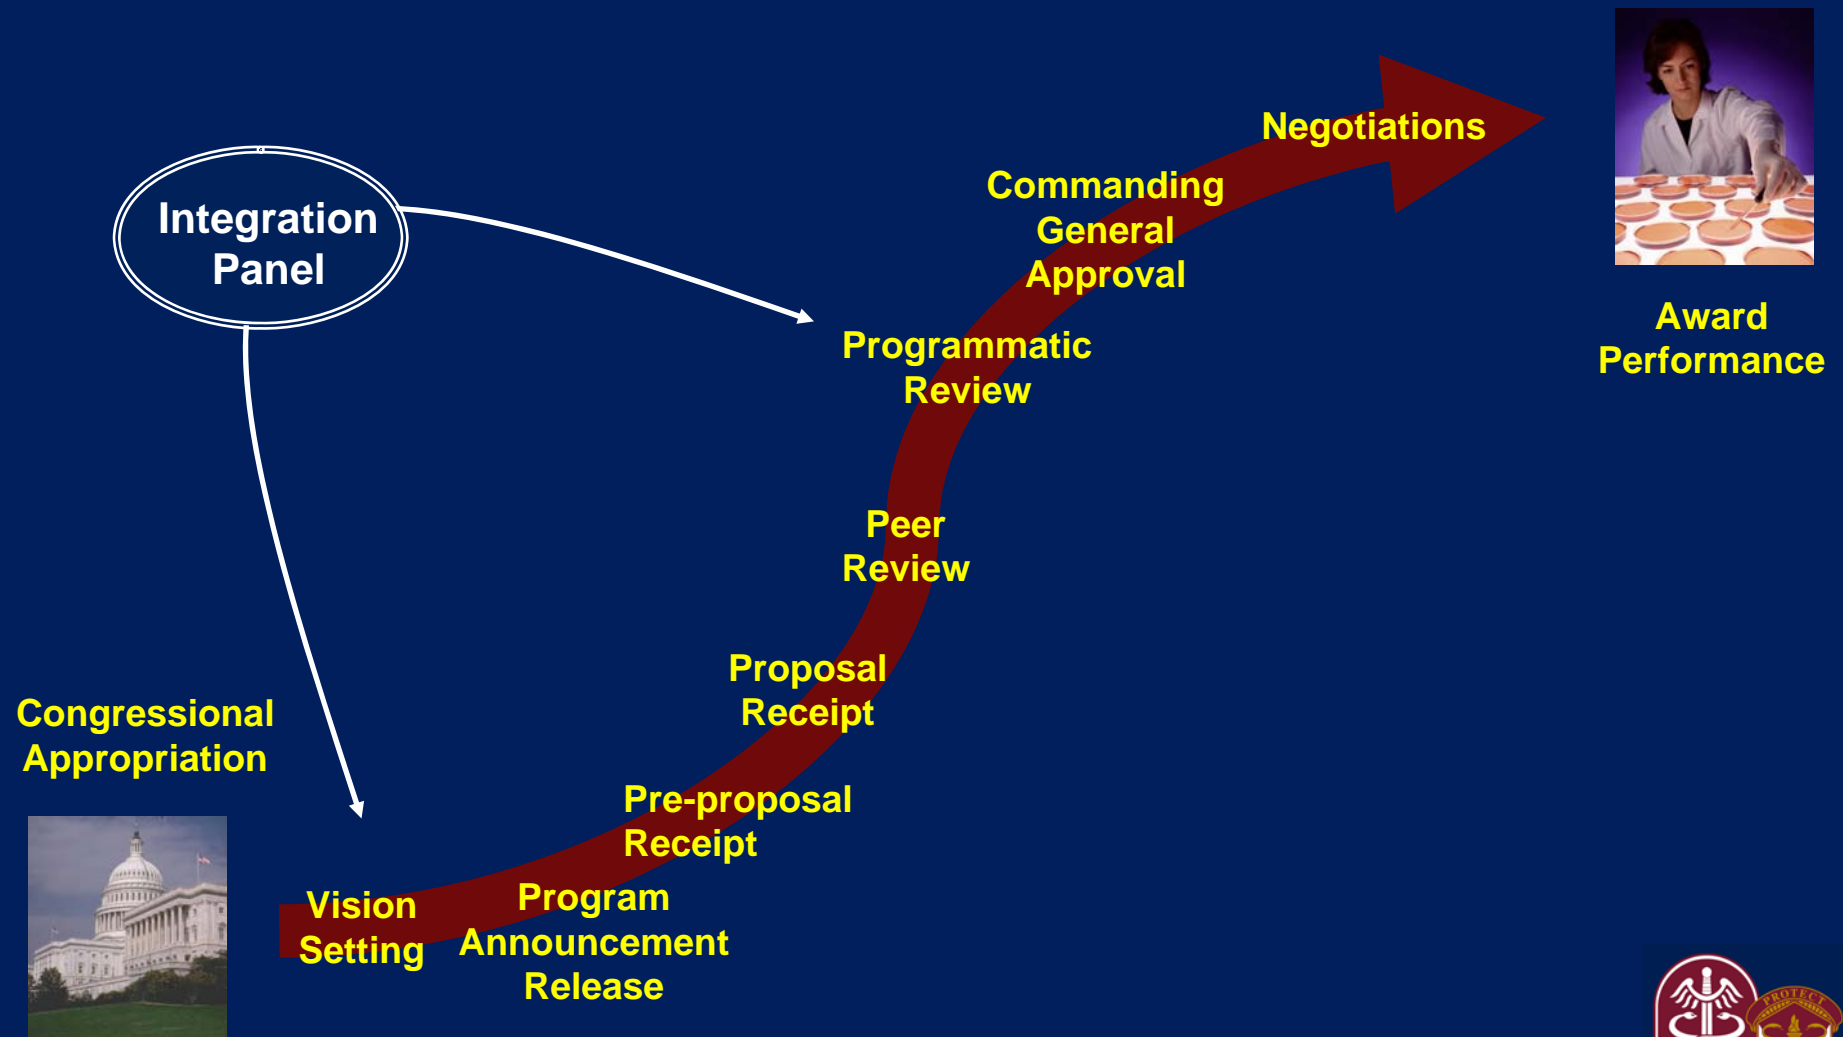 Integration
Panel
Negotiations
Commanding
General
Approval
Programmatic
Review
Award
Performance
Peer
Review
Proposal
Receipt
Congressional
Appropriation
Pre-proposal
Receipt
Vision
Setting
Program
Announcement
Release
PROTECT